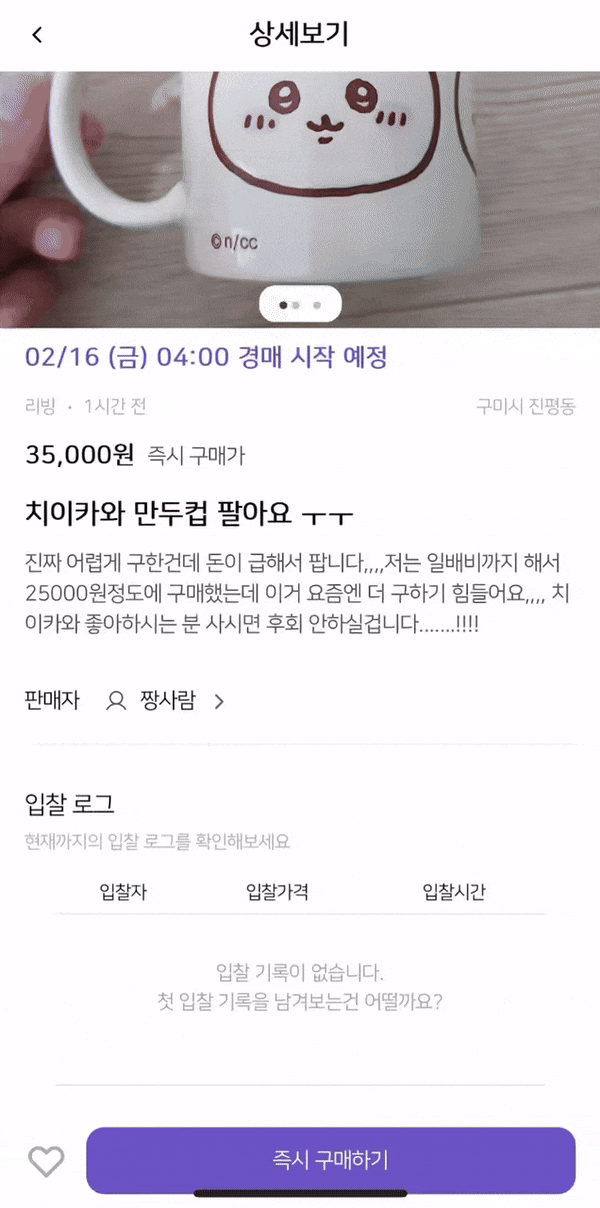 상세보기
©n/cc
02/16 (금) 04:00 경매 시작 예정
리빙 · 1시간 전
구미시 진평동
35,000원 즉시 구매가
치이카와 만두컵 팔아요 ㅜㅜ
진짜 어렵게 구한건데 돈이 급해서 팝니다,,,,저는 일배비까지 해서
25000원정도에 구매했는데 이거 요즘엔 더 구하기 힘들어요,,,, 치
이카와 좋아하시는 분 사시면 후회 안하실겁니다.......!!!!
판매자 짱사람
입찰 로그
현재까지의 입찰 로그를 확인해보세요
입찰자 입찰가격 입찰시간
입찰 기록이 없습니다.
첫 입찰 기록을 남겨보는건 어떨까요?
즉시 구매하기